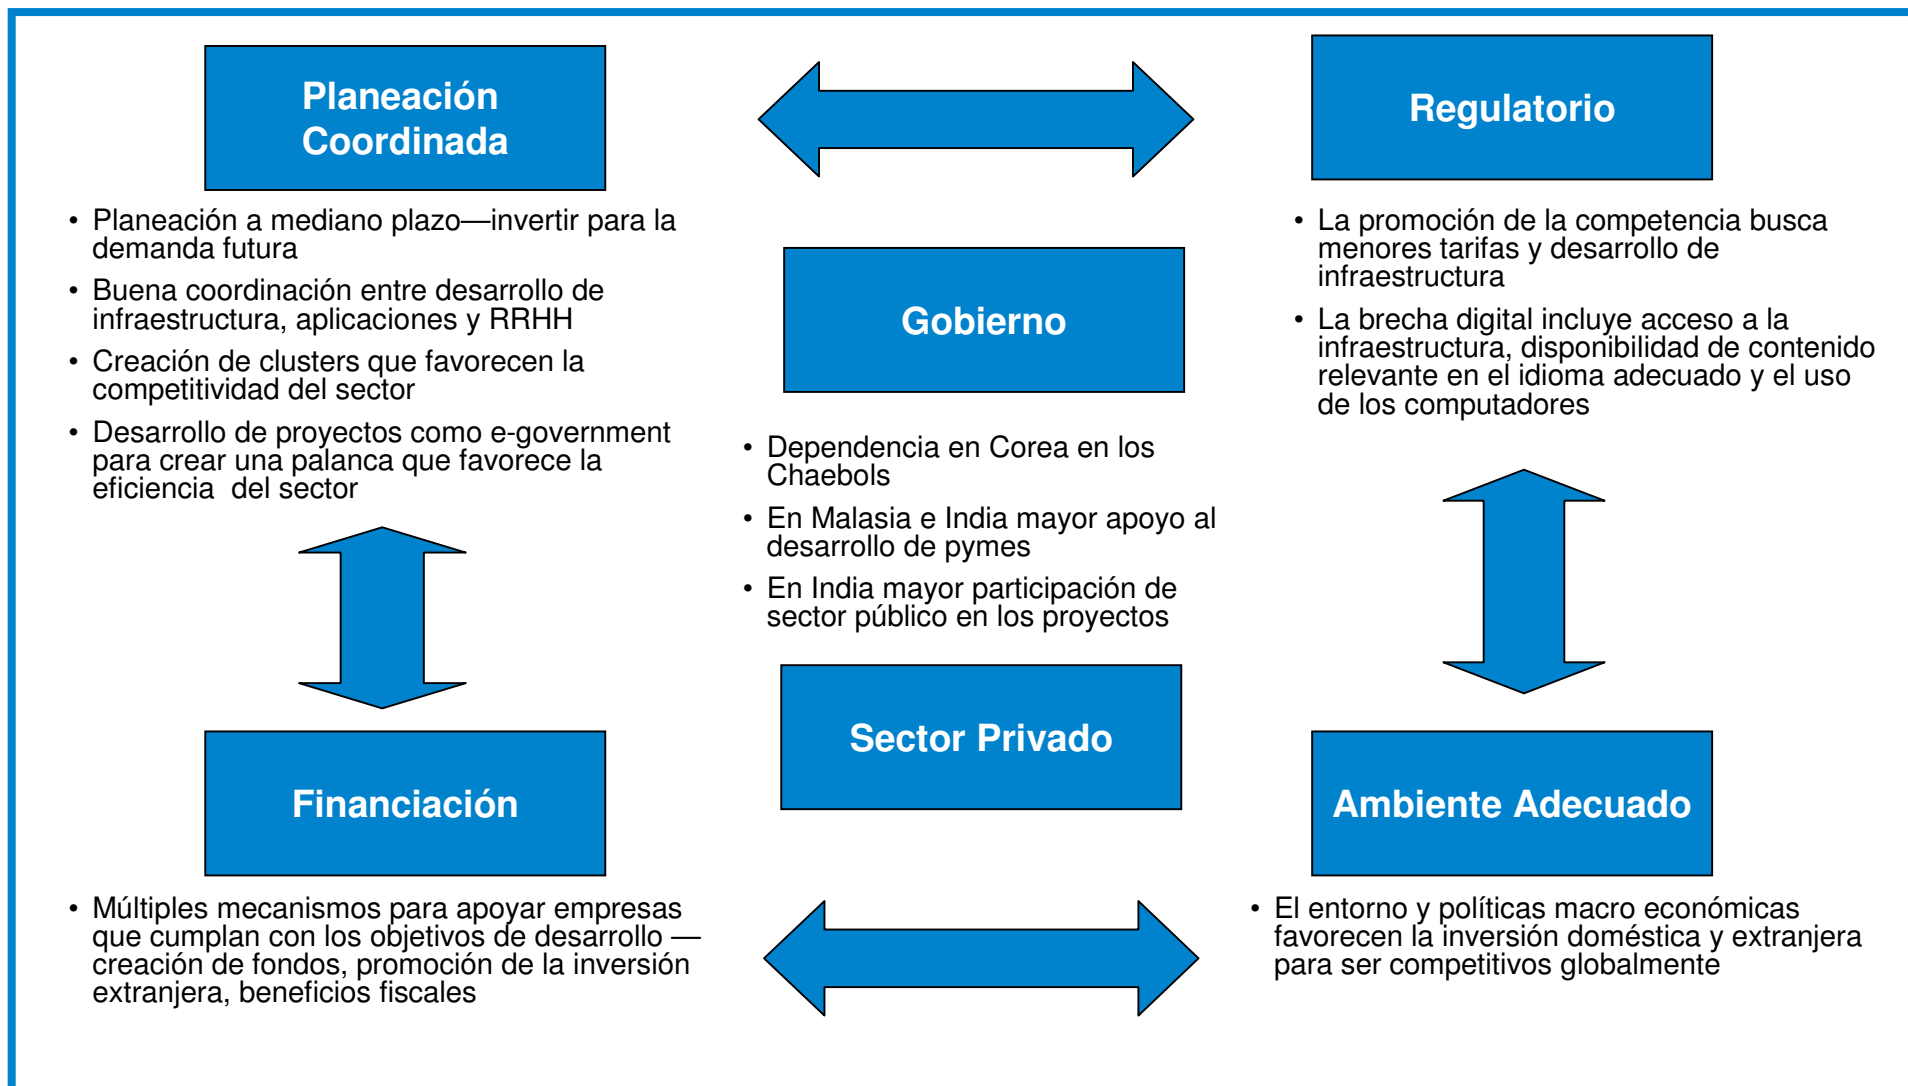 Planeación
Coordinada
• Planeación a mediano plazo—invertir para la
demanda futura
• Buena coordinación entre desarrollo de
infraestructura, aplicaciones y RRHH
• Creación de clusters que favorecen la
competitividad del sector
• Desarrollo de proyectos como e-government
para crear una palanca que favorece la
eficiencia  del sector
Regulatorio
• La promoción de la competencia busca
menores tarifas y desarrollo de
infraestructura
• La brecha digital incluye acceso a la
infraestructura, disponibilidad de contenido
relevante en el idioma adecuado y el uso
de los computadores
Gobierno
• Dependencia en Corea en los
Chaebols
• En Malasia e India mayor apoyo al
desarrollo de pymes
• En India mayor participación de
sector público en los proyectos
Sector Privado
Financiación
• Múltiples mecanismos para apoyar empresas
que cumplan con los objetivos de desarrollo —
creación de fondos, promoción de la inversión
extranjera, beneficios fiscales
Ambiente Adecuado
• El entorno y políticas macro económicas
favorecen la inversión doméstica y extranjera
para ser competitivos globalmente